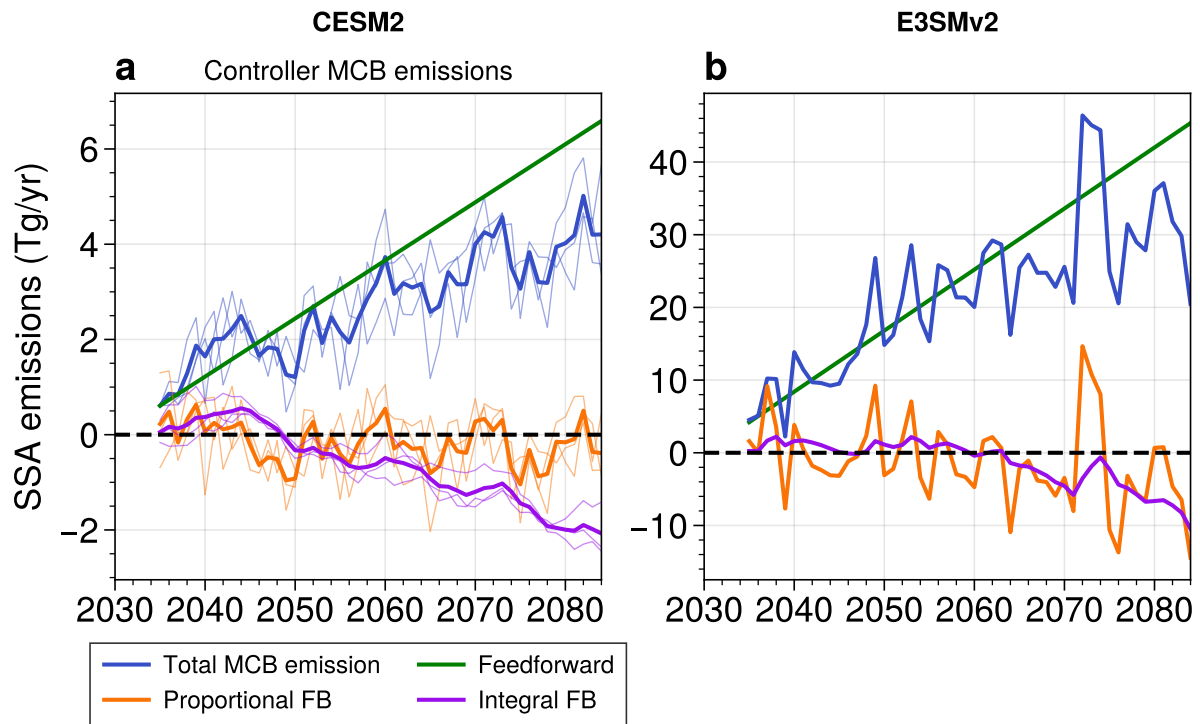 CESM2
E3SMv2
a
Controller MCB emissions
b
SSA emissions (Tg/yr)
6
4
2
0
−2
2030 2040 2050 2060 2070 2080
40
30
20
10
0
−10
2030 2040 2050 2060 2070 2080
Total MCB emission
Feedforward
Proportional FB
Integral FB